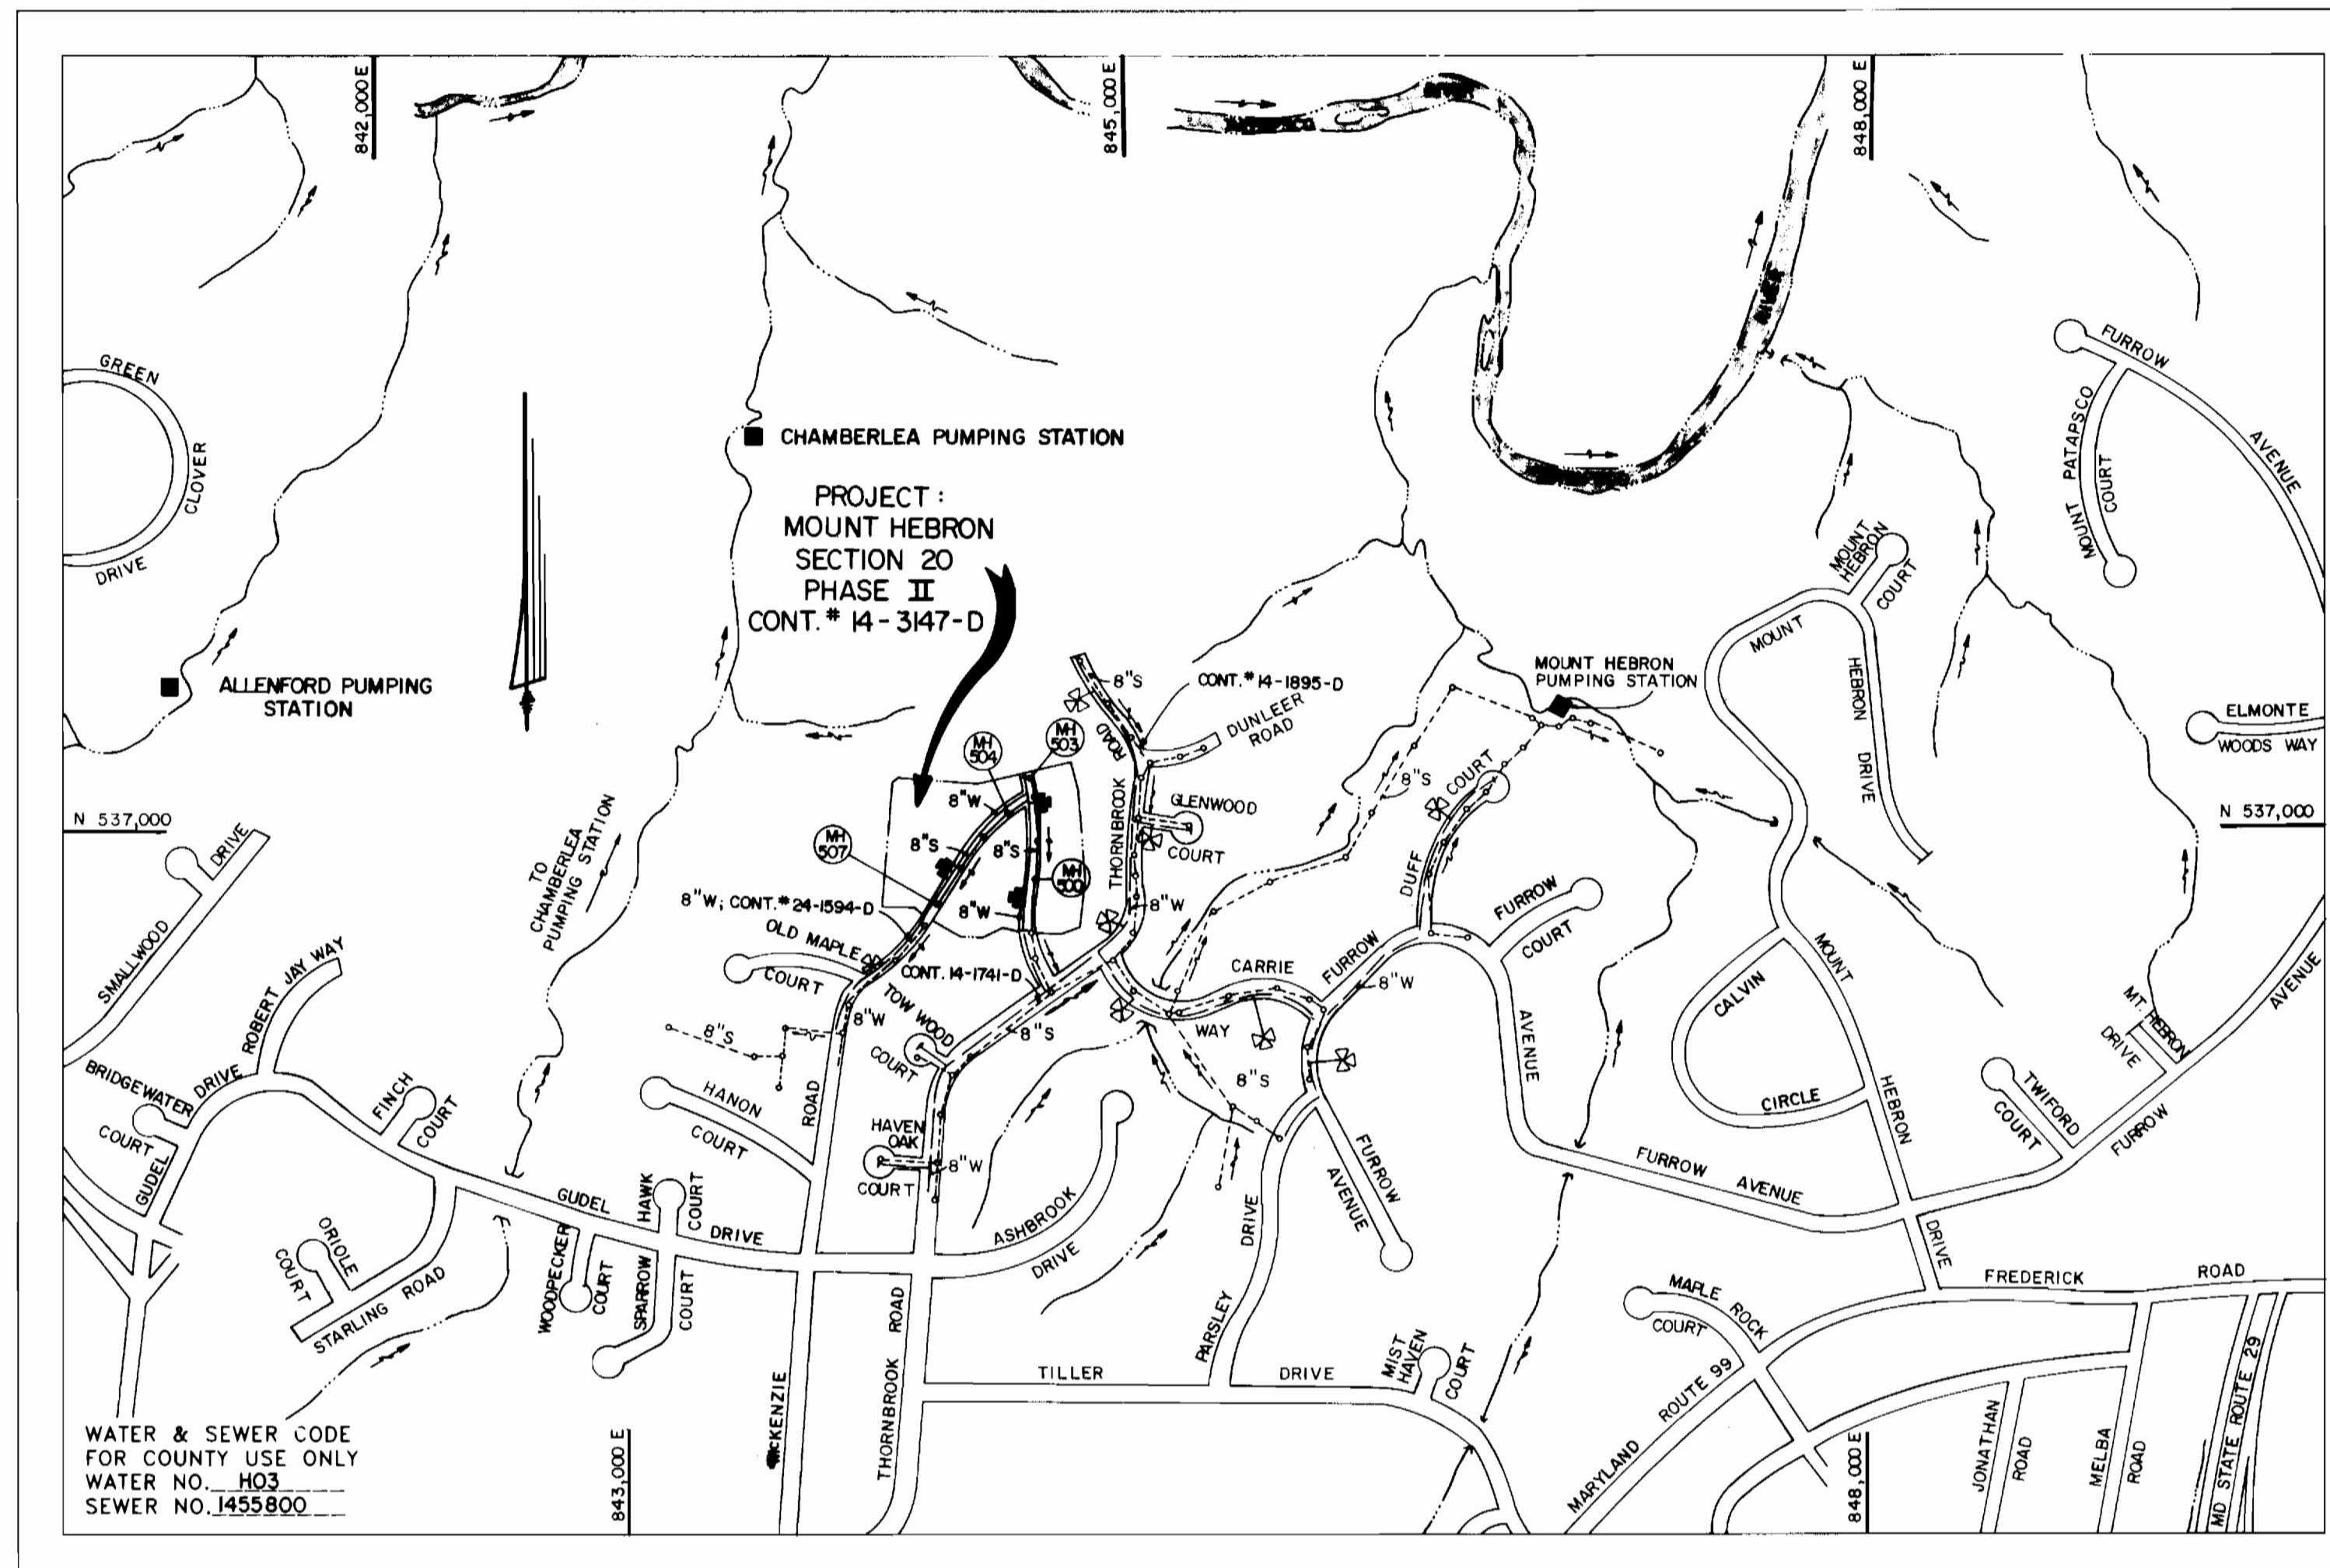 842,000 E
845,000 E
848,000 E
RIVER
GREEN
CLOVER
DRIVE
CHAMBERLEA PUMPING STATION
PROJECT :
MOUNT HEBRON
SECTION 20
PHASE II
CONT.# 14-3147-D
ALLENFORD PUMPING
STATION
FURROW
AVENUE
MOUNT PATAPSCO
COURT
MOUNT
HEBRON
COURT
MOUNT
HEBRON
DRIVE
MOUNT HEBRON
PUMPING STATION
ELMONTE
WOODS WAY
8"S
CONT.# 14-1895-D
DUNLEER
ROAD
MH
503
MH
504
ROAD
THORNBROOK
GLENWOOD
COURT
8"S
COURT
DUFF
N 537,000
N 537,000
8"W
8"S
8"S
MH
507
MH
500
8"W
8"W; CONT.# 24-1594-D
OLD MAPLE
COURT
CONT. 14-1741-D
8"W
TO
CHAMBERLEA
PUMPING STATION
DRIVE
SMALLWOOD
ROBERT JAY WAY
FURROW
COURT
CARRIE
WAY
FURROW
8"W
AVENUE
CALVIN
CIRCLE
MOUNT
HEBRON
DRIVE
MT. HEBRON
DRIVE
AVENUE
FURROW
TWIFORD
COURT
TOW WOOD
COURT
8"W
8"S
8"S
8"S
BRIDGEWATER
COURT
DRIVE
GUDEL
FINCH
COURT
HANON
COURT
ROAD
HAVEN
OAK
COURT
8"W
FURROW
AVENUE
FURROW
AVENUE
GUDEL
DRIVE
HAWK
COURT
WOODPECKER
COURT
SPARROW
COURT
ORIOLE
COURT
STARLING ROAD
ASHBROOK
DRIVE
PARSLEY
DRIVE
TILLER
DRIVE
MIST
HAVEN
COURT
MAPLE ROCK
COURT
FREDERICK
ROAD
MARYLAND
ROUTE 99
JONATHAN
ROAD
MELBA
ROAD
MD STATE ROUTE 29
McKENZIE
THORNBROOK
ROAD
WATER & SEWER CODE
FOR COUNTY USE ONLY
WATER NO. H03
SEWER NO. 1455800
843,000 E
848,000 E